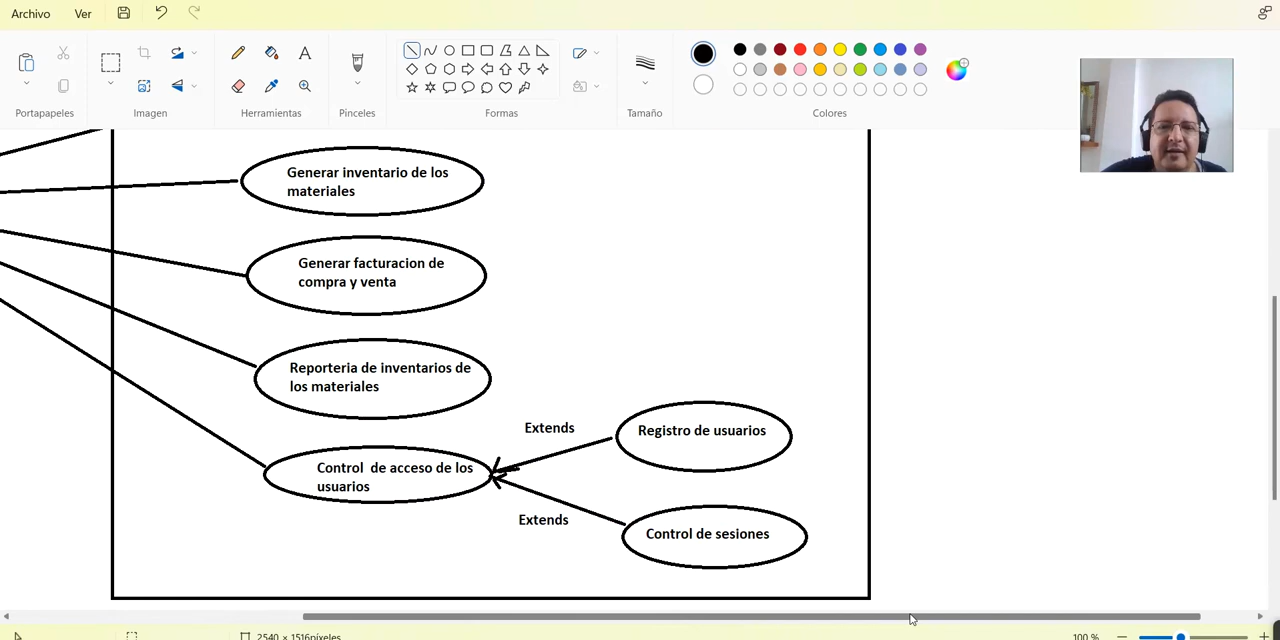 Archivo Ver
Portapapeles Imagen Herramientas Pinceles Formas Tamaño Colores
Generar inventario de los
materiales
Generar facturacion de
compra y venta
Reporteria de inventarios de
los materiales
Extends
Registro de usuarios
Control  de acceso de los
usuarios
Extends
Control de sesiones
2540 × 1516píxeles 100 %